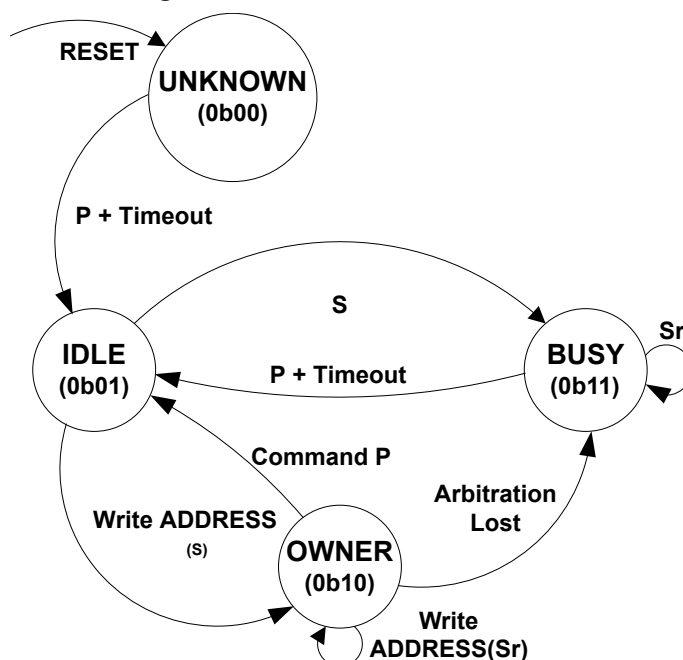 RESET
UNKNOWN
(0b00)
P + Timeout
S
Sr
IDLE
(0b01)
BUSY
(0b11)
P + Timeout
Command P
Arbitration
Lost
Write ADDRESS
(S)
OWNER
(0b10)
Write
ADDRESS(Sr)